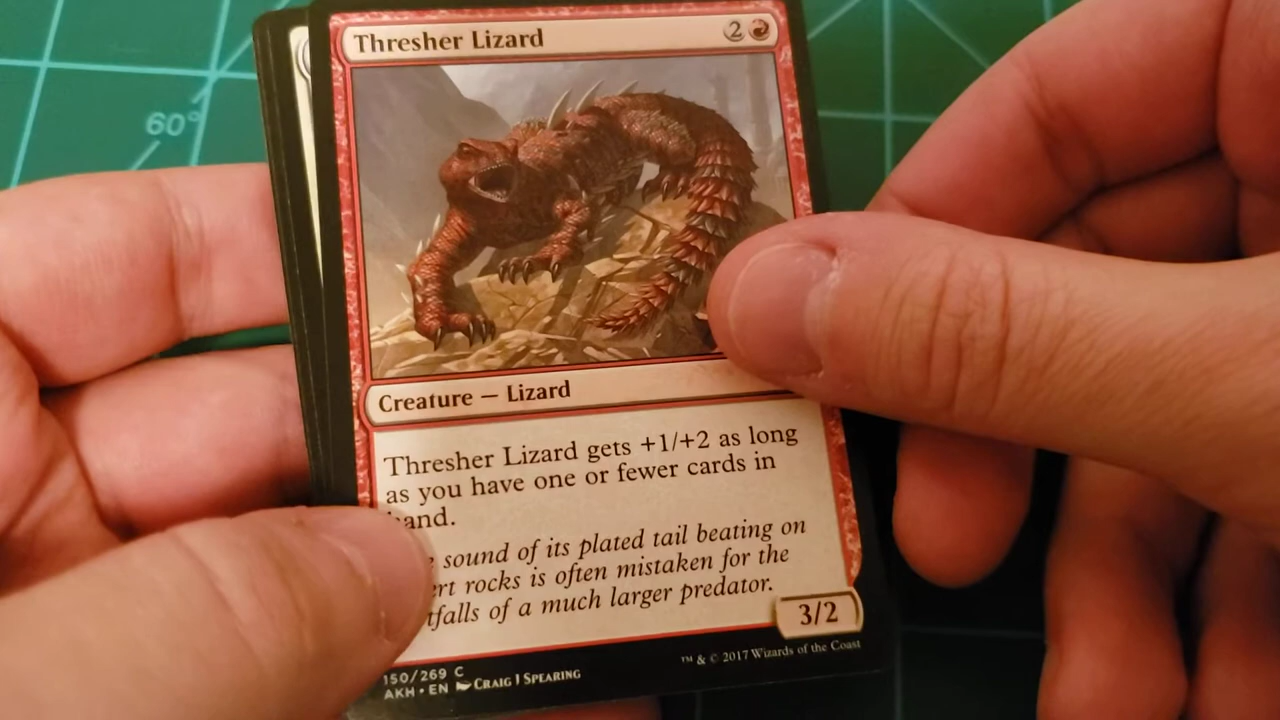 60°
Thresher Lizard
2
Creature — Lizard
Thresher Lizard gets +1/+2 as long
as you have one or fewer cards in
hand.
sound of its plated tail beating on
rocks is often mistaken for the
of a much larger predator.
3/2
150/269 C
™ & © 2017 Wizards of the Coast
AKH • EN CRAIG J SPEARING